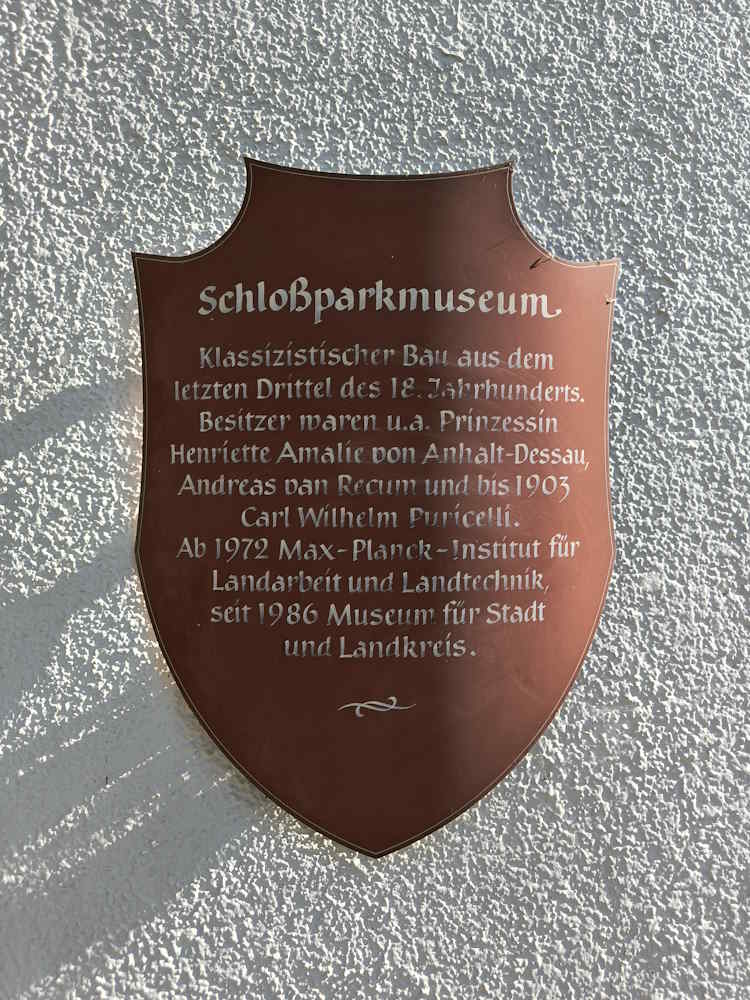 Schloßparkmuseum
Klassizistischer Bau aus dem
letzten Drittel des 18. Jahrhunderts.
Besitzer waren u.a. Prinzessin
Henriette Amalie von Anhalt-Dessau,
Andreas van Recum und bis 1903
Carl Wilhelm Puricelli.
Ab 1972 Max-Planck-Institut für
Landarbeit und Landtechnik,
seit 1986 Museum für Stadt
und Landkreis.